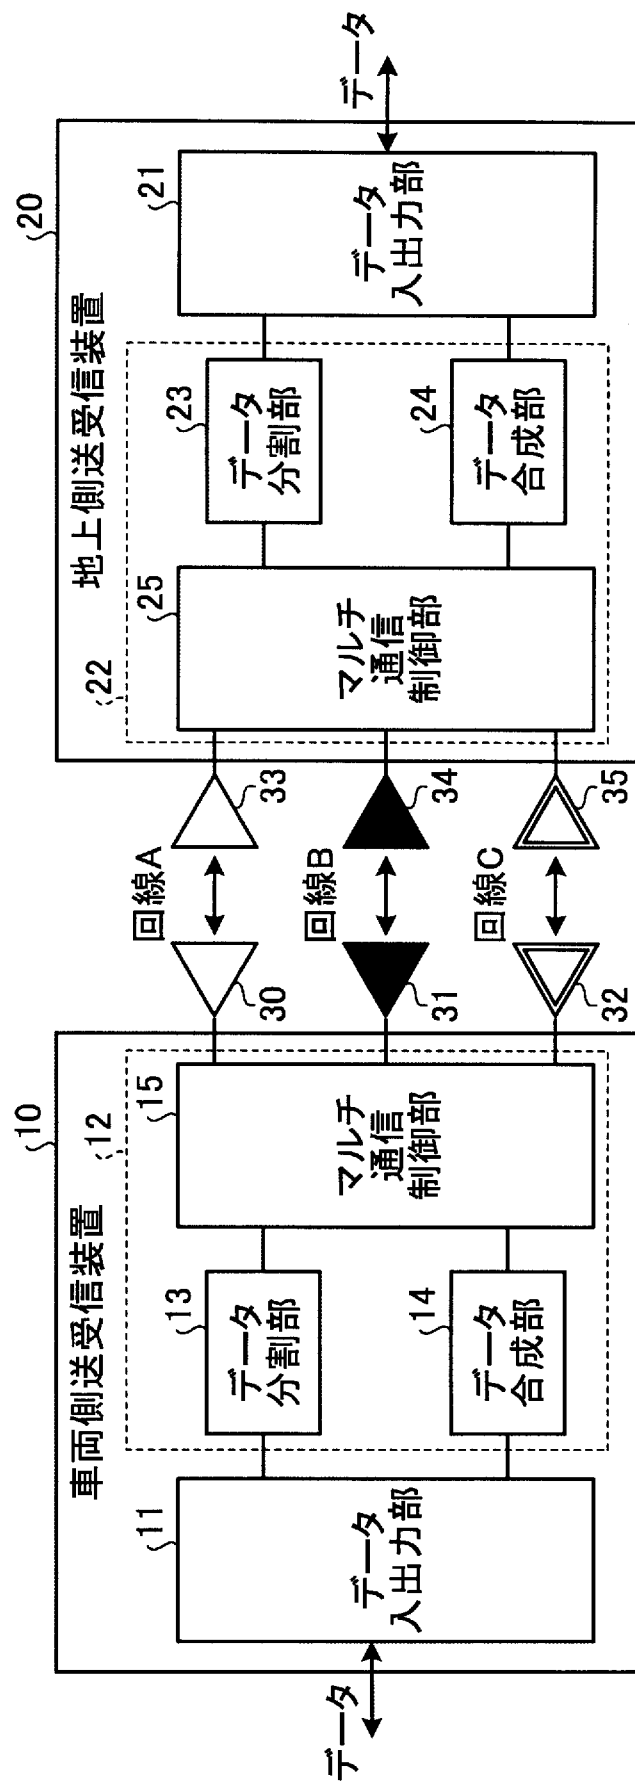 10
車両側送受信装置
12
データ
11
データ
入出力部
13
データ
分割部
14
データ
合成部
15
マルチ
通信
制御部
回線A
30
33
回線B
31
34
回線C
32
35
20
地上側送受信装置
22
25
マルチ
通信
制御部
23
データ
分割部
24
データ
合成部
21
データ
入出力部
データ